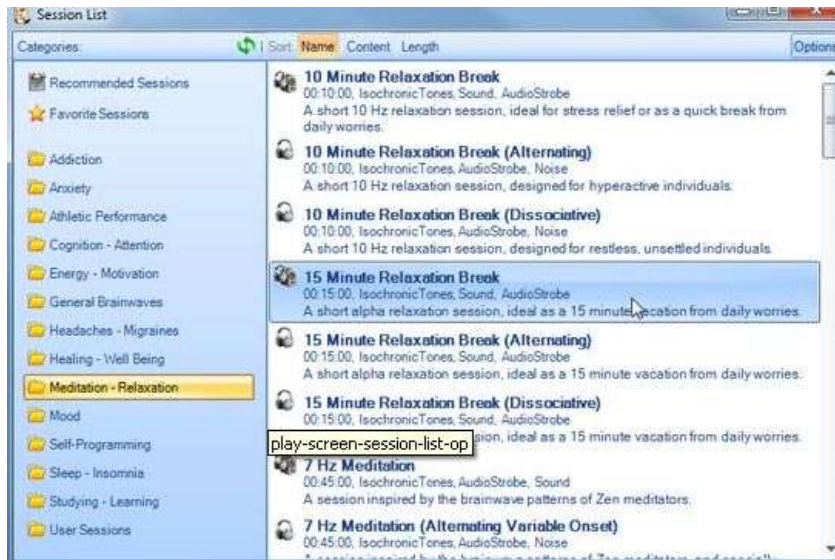 Session List
Categories:
Sort: Name Content Length
Options
Recommended Sessions
Favorite Sessions
Addiction
Anxiety
Athletic Performance
Cognition - Attention
Energy - Motivation
General Brainwaves
Headaches - Migraines
Healing - Well Being
Meditation - Relaxation
Mood
Self-Programming
Sleep - Insomnia
Studying - Learning
User Sessions
10 Minute Relaxation Break
00:10:00, IsochronicTones, Sound, AudioStrobe
A short 10 Hz relaxation session, ideal for stress relief or as a quick break from
daily worries.
10 Minute Relaxation Break (Alternating)
00:10:00, IsochronicTones, AudioStrobe, Noise
A short 10 Hz relaxation session, designed for hyperactive individuals.
10 Minute Relaxation Break (Dissociative)
00:10:00, IsochronicTones, AudioStrobe, Noise
A short 10 Hz relaxation session, designed for restless, unsettled individuals.
15 Minute Relaxation Break
00:15:00, IsochronicTones, Sound, AudioStrobe
A short alpha relaxation session, ideal as a 15 minute vacation from daily worries.
15 Minute Relaxation Break (Alternating)
00:15:00, IsochronicTones, Sound, AudioStrobe
A short alpha relaxation session, ideal as a 15 minute vacation from daily worries.
15 Minute Relaxation Break (Dissociative)
00:15:00, IsochronicTones, Sound, AudioStrobe
play-screen-session-list-op
sion, ideal as a 15 minute vacation from daily worries.
7 Hz Meditation
00:45:00, IsochronicTones, AudioStrobe, Sound
A session inspired by the brainwave patterns of Zen meditators.
7 Hz Meditation (Alternating Variable Onset)
00:45:00, IsochronicTones, AudioStrobe, Noise